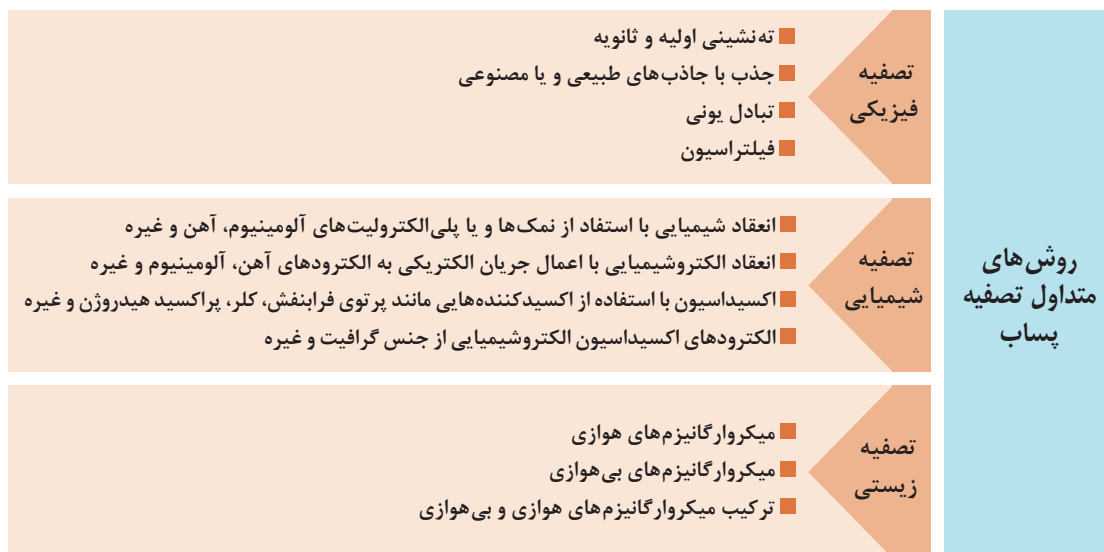 روش‌های
متداول تصفیه
پساب
تصفیه
فیزیکی
ته‌نشینی اولیه و ثانویه
جذب با جاذب‌های طبیعی و یا مصنوعی
تبادل یونی
فیلتراسیون
تصفیه
شیمیایی
انعقاد شیمیایی با استفاد از نمک‌ها و یا پلی‌الکترولیت‌های آلومینیوم، آهن و غیره
انعقاد الکتروشیمیایی با اعمال جریان الکتریکی به الکترودهای آهن، آلومینیوم و غیره
اکسیداسیون با استفاده از اکسیدکننده‌هایی مانند پرتوی فرابنفش، کلر، پراکسید هیدروژن و غیره
الکترودهای اکسیداسیون الکتروشیمیایی از جنس گرافیت و غیره
تصفیه
زیستی
میکروارگانیزم‌های هوازی
میکروارگانیزم‌های بی‌هوازی
ترکیب میکروارگانیزم‌های هوازی و بی‌هوازی